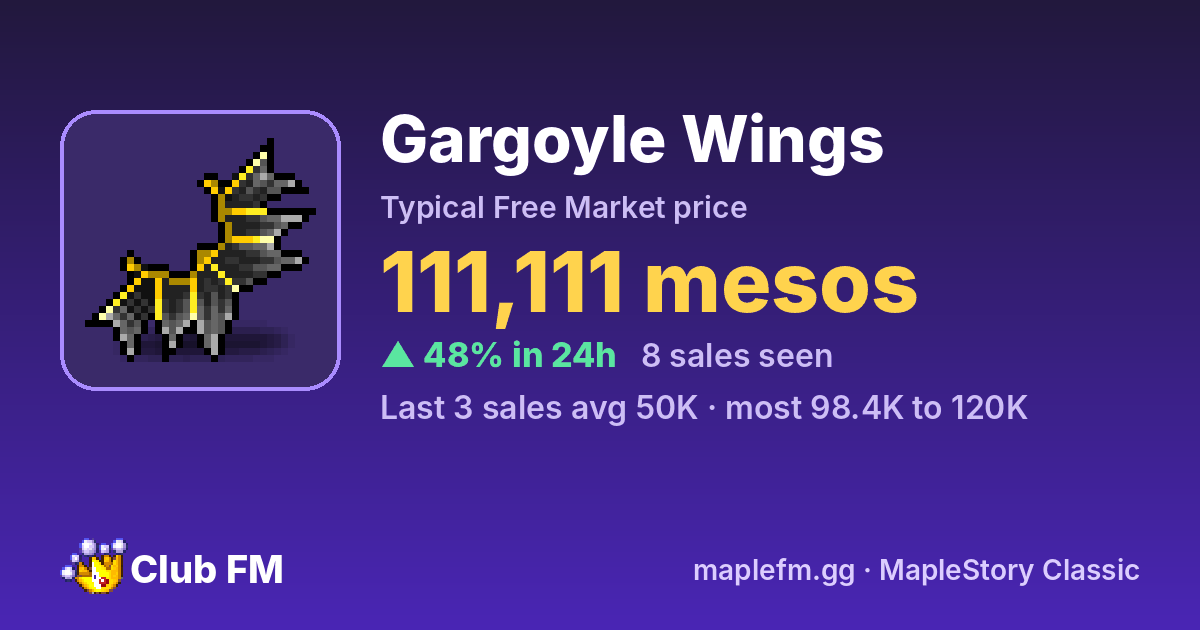 Gargoyle Wings
Typical Free Market price
111,111 mesos
▲ 48% in 24h 8 sales seen
Last 3 sales avg 50K · most 98.4K to 120K
Club FM
maplefm.gg · MapleStory Classic